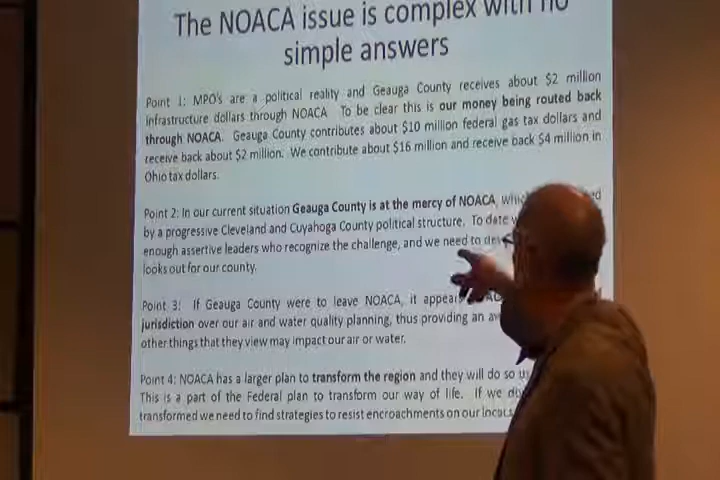 The NOACA issue is complex with no
simple answers
Point 1: MPO's are a political reality and Geauga County receives about $2 million
infrastructure dollars through NOACA To be clear this is our money being routed back
through NOACA. Geauga County contributes about $10 million federal gas tax dollars and
receive back about $2 million. We contribute about $16 million and receive back $4 million in
Ohio tax dollars.
Point 2: In our current situation Geauga County is at the mercy of NOACA,
by a progressive Cleveland and Cuyahoga County political structure. To date
enough assertive leaders who recognize the challenge, and we need to
looks out for our county.
Point 3: If Geauga County were to leave NOACA, it
jurisdiction over our air and water quality planning, thus providing an
other things that they view may impact our air or water.
Point 4: NOACA has a larger plan to transform the region and they will do so
This is a part of the Federal plan to transform our way of life. If we
transformed we need to find strategies to resist encroachments on our